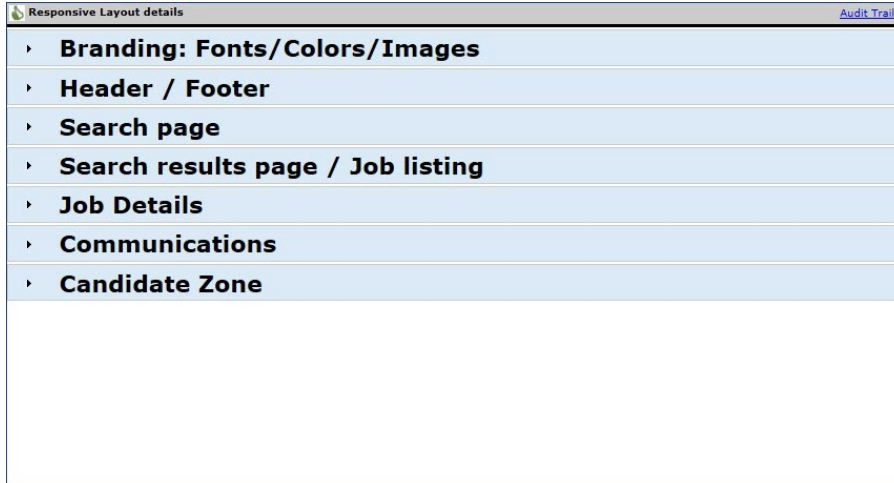 Responsive Layout details
Audit Trail
Branding: Fonts/Colors/Images
Header / Footer
Search page
Search results page / Job listing
Job Details
Communications
Candidate Zone